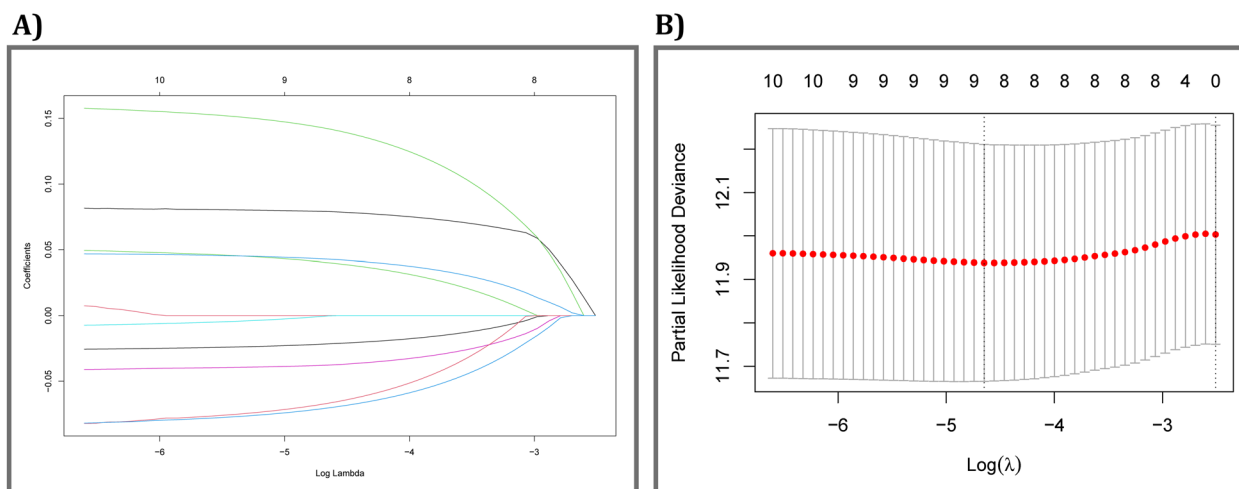 A)
10 9 8 8
0.15
0.10
0.05
0.00
−0.05
Coefficients
−6 −5 −4 −3
Log Lambda
B)
10 10 9 9 9 9 9 8 8 8 8 8 8 4 0
12.1
11.9
11.7
Partial Likelihood Deviance
−6 −5 −4 −3
Log(λ)